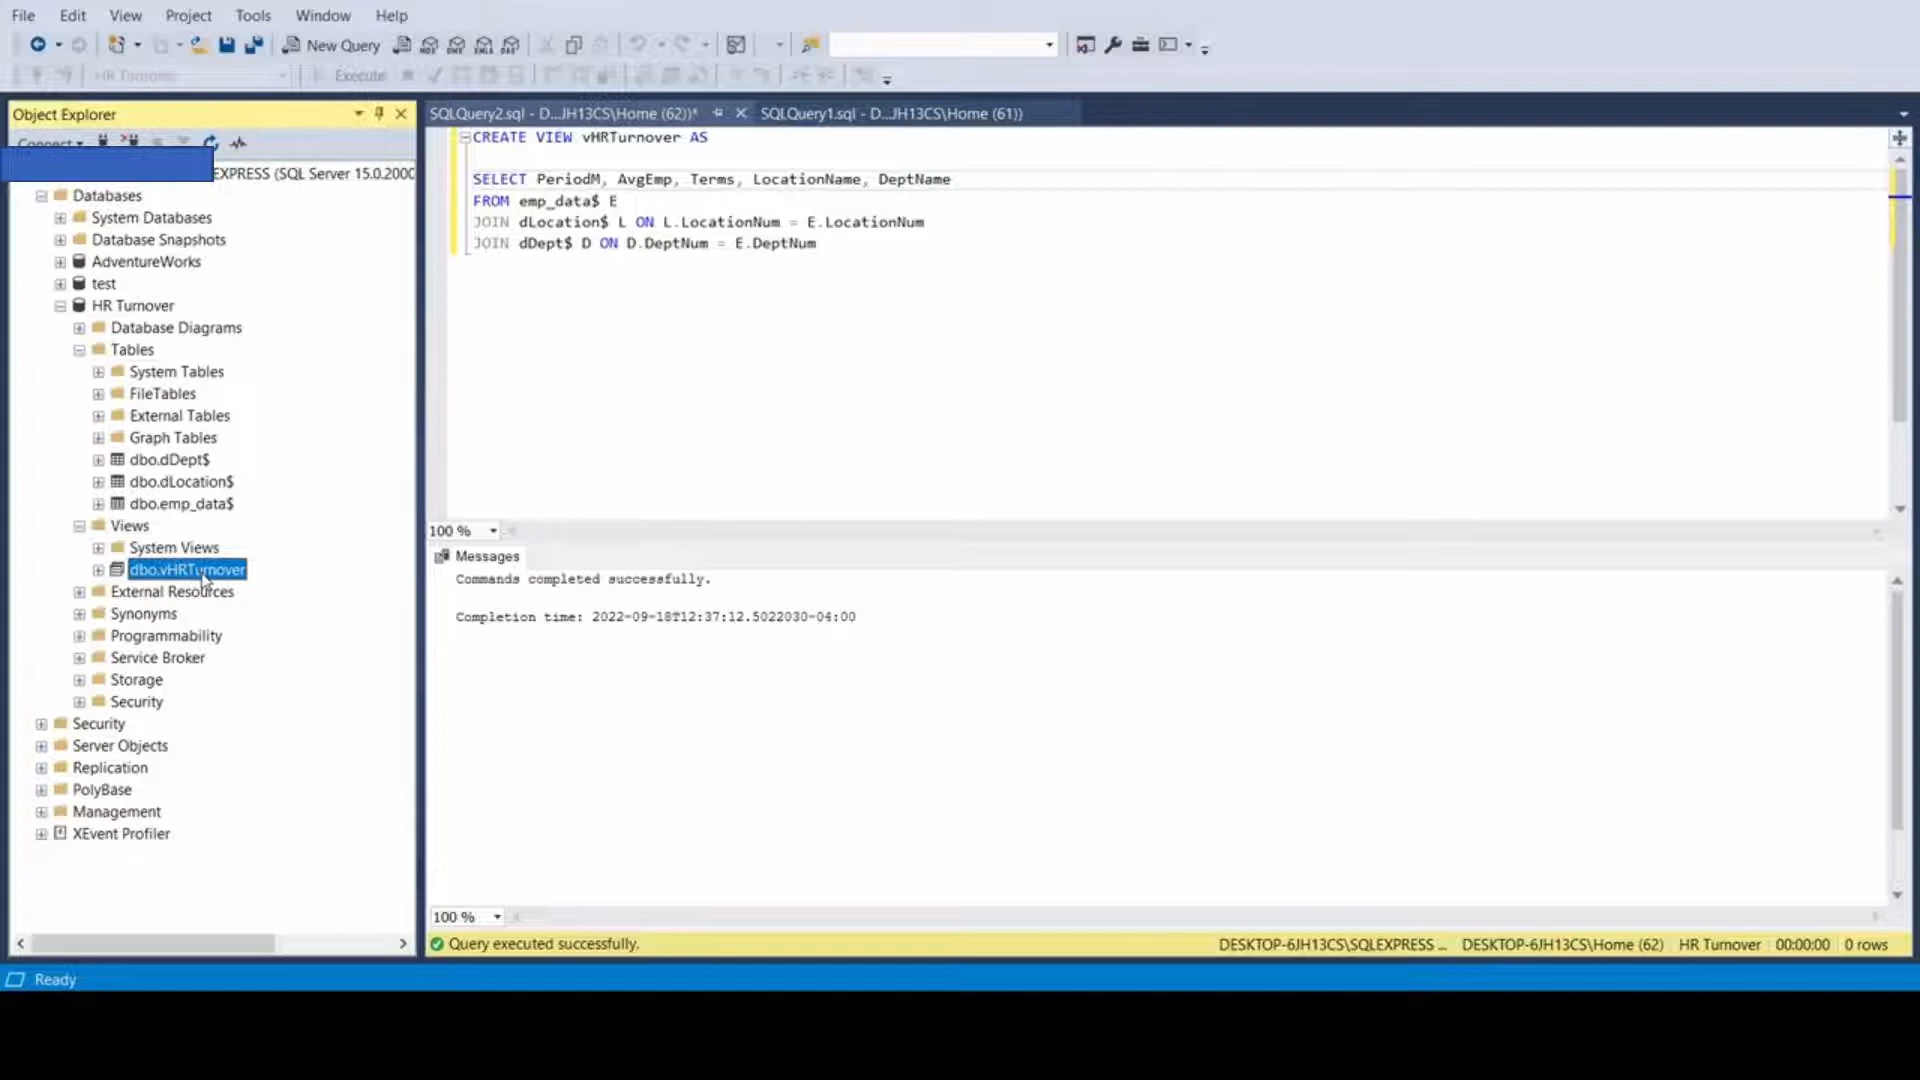 File Edit View Project Tools Window Help
New Query
HR Turnover Execute
Object Explorer
SQLQuery2.sql - D...JH13CS\Home (62))* SQLQuery1.sql - D...JH13CS\Home (61))
Connect
EXPRESS (SQL Server 15.0.2000
Databases
System Databases
Database Snapshots
AdventureWorks
test
HR Turnover
Database Diagrams
Tables
System Tables
FileTables
External Tables
Graph Tables
dbo.dDept$
dbo.dLocation$
dbo.emp_data$
Views
System Views
dbo.vHRTurnover
External Resources
Synonyms
Programmability
Service Broker
Storage
Security
Security
Server Objects
Replication
PolyBase
Management
XEvent Profiler
CREATE VIEW vHRTurnover AS
SELECT PeriodM, AvgEmp, Terms, LocationName, DeptName
FROM emp_data$ E
JOIN dLocation$ L ON L.LocationNum = E.LocationNum
JOIN dDept$ D ON D.DeptNum = E.DeptNum
100 %
Messages
Commands completed successfully.
Completion time: 2022-09-18T12:37:12.5022030-04:00
100 %
Query executed successfully. DESKTOP-6JH13CS\SQLEXPRESS ... DESKTOP-6JH13CS\Home (62) HR Turnover 00:00:00 0 rows
Ready